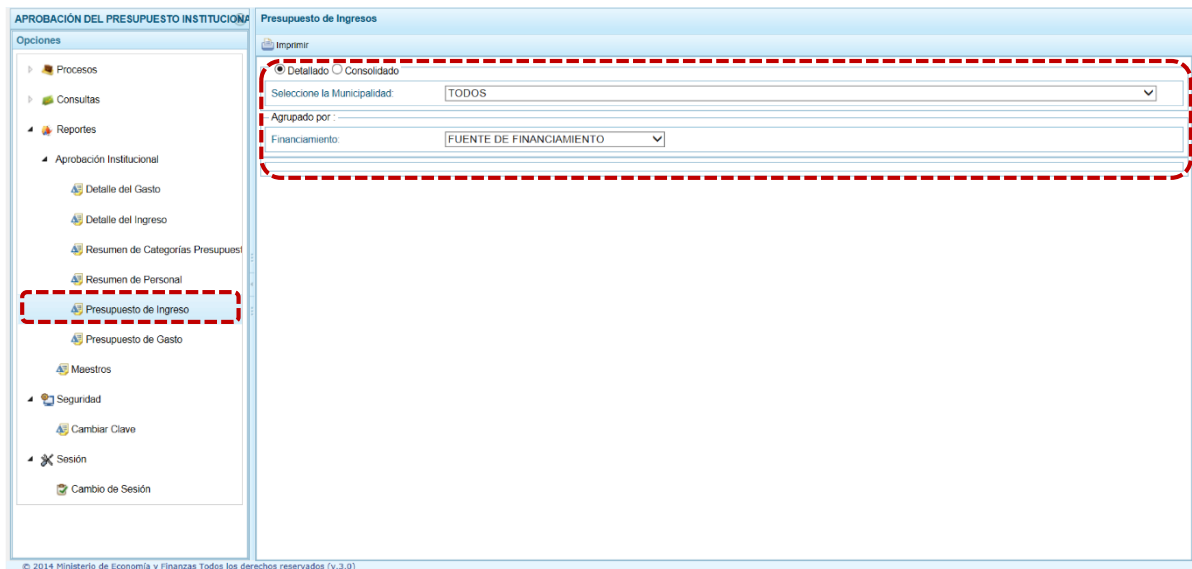 APROBACIÓN DEL PRESUPUESTO INSTITUCIONA
Opciones
Procesos
Consultas
Reportes
Aprobación Institucional
Detalle del Gasto
Detalle del Ingreso
Resumen de Categorías Presupuest
Resumen de Personal
Presupuesto de Ingreso
Presupuesto de Gasto
Maestros
Seguridad
Cambiar Clave
Sesión
Cambio de Sesión
Presupuesto de Ingresos
Imprimir
Detallado Consolidado
Seleccione la Municipalidad: TODOS
Agrupado por :
Financiamiento: FUENTE DE FINANCIAMIENTO
© 2014 Ministerio de Economía y Finanzas Todos los derechos reservados (v.3.0)